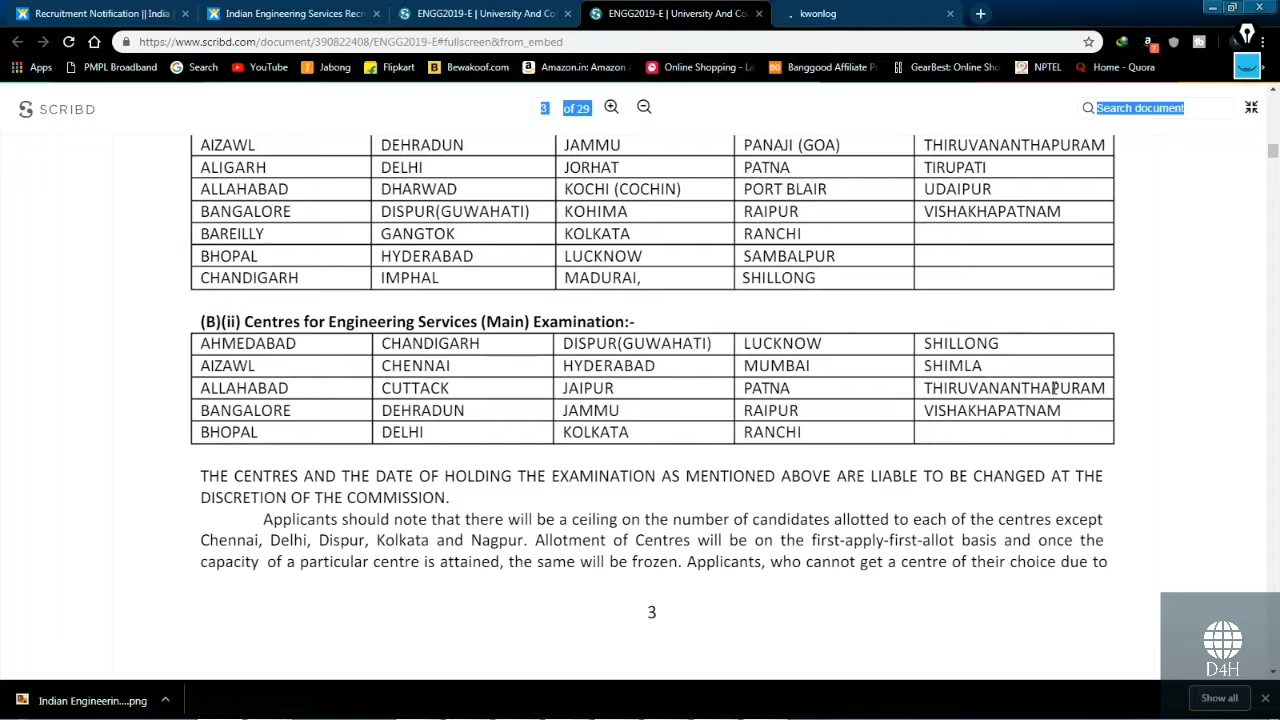 Recruitment Notification || India
Indian Engineering Services Recr
ENGG2019-E | University And Col
ENGG2019-E | University And Col
kwonlog
https://www.scribd.com/document/390822408/ENGG2019-E#fullscreen&from_embed
Apps PMPL Broadband Search YouTube Jabong Flipkart Bewakoof.com Amazon.in: Amazon Online Shopping - La Banggood Affiliate P GearBest: Online Sho NPTEL Home - Quora
SCRIBD 3 of 29 Search document
AIZAWL DEHRADUN JAMMU PANAJI (GOA) THIRUVANANTHAPURAM
ALIGARH DELHI JORHAT PATNA TIRUPATI
ALLAHABAD DHARWAD KOCHI (COCHIN) PORT BLAIR UDAIPUR
BANGALORE DISPUR(GUWAHATI) KOHIMA RAIPUR VISHAKHAPATNAM
BAREILLY GANGTOK KOLKATA RANCHI
BHOPAL HYDERABAD LUCKNOW SAMBALPUR
CHANDIGARH IMPHAL MADURAI, SHILLONG
(B)(ii) Centres for Engineering Services (Main) Examination:-
AHMEDABAD CHANDIGARH DISPUR(GUWAHATI) LUCKNOW SHILLONG
AIZAWL CHENNAI HYDERABAD MUMBAI SHIMLA
ALLAHABAD CUTTACK JAIPUR PATNA THIRUVANANTHAPURAM
BANGALORE DEHRADUN JAMMU RAIPUR VISHAKHAPATNAM
BHOPAL DELHI KOLKATA RANCHI
THE CENTRES AND THE DATE OF HOLDING THE EXAMINATION AS MENTIONED ABOVE ARE LIABLE TO BE CHANGED AT THE
DISCRETION OF THE COMMISSION.
Applicants should note that there will be a ceiling on the number of candidates allotted to each of the centres except
Chennai, Delhi, Dispur, Kolkata and Nagpur. Allotment of Centres will be on the first-apply-first-allot basis and once the
capacity of a particular centre is attained, the same will be frozen. Applicants, who cannot get a centre of their choice due to
3
D4H
Indian Engineerin....png
Show all